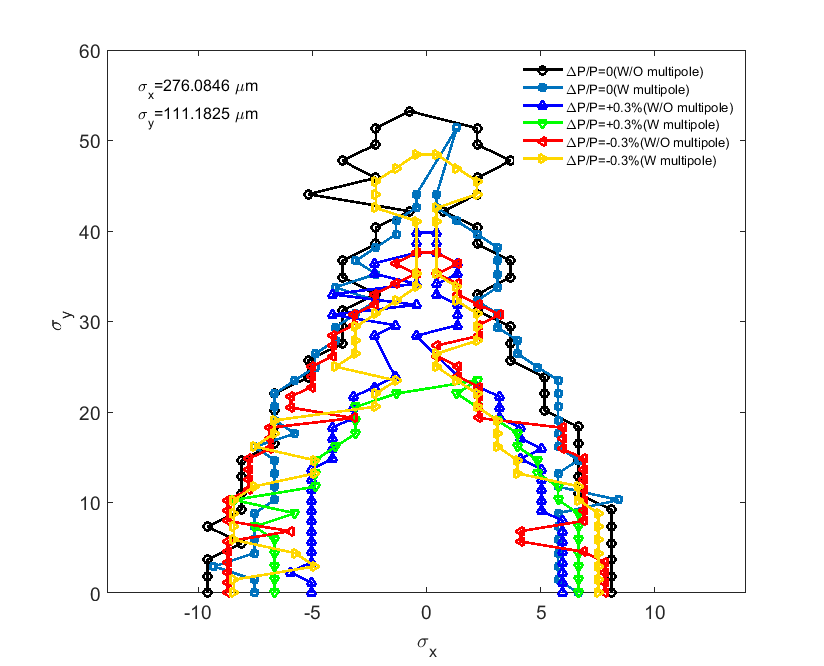 σx=276.0846 μm
σy=111.1825 μm
ΔP/P=0(W/O multipole)
ΔP/P=0(W multipole)
ΔP/P=+0.3%(W/O multipole)
ΔP/P=+0.3%(W multipole)
ΔP/P=-0.3%(W/O multipole)
ΔP/P=-0.3%(W multipole)
60
50
40
30
20
10
0
σy
-10 -5 0 5 10
σx